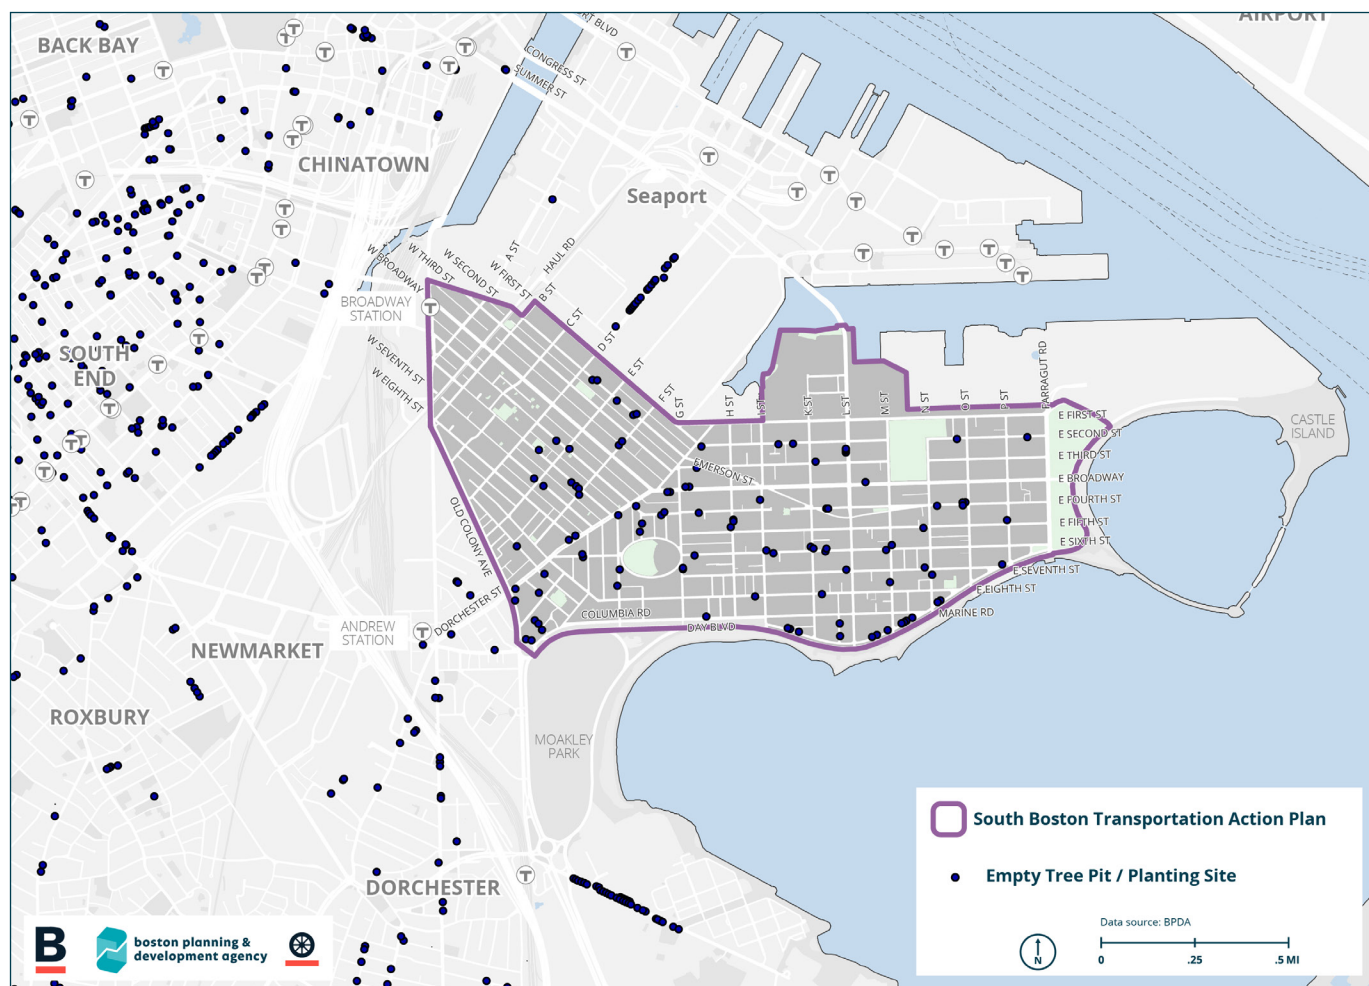 AIRPORT
BACK BAY
CONGRESS ST
SUMMER ST
CHINATOWN
Seaport
A ST
HAUL RD
W BROADWAY
W THIRD ST
W SECOND ST
W FIRST ST
B ST
C ST
D ST
E ST
F ST
G ST
H ST
I ST
K ST
L ST
M ST
N ST
O ST
P ST
FARRAGUT RD
BROADWAY
STATION
W SEVENTH ST
W EIGHTH ST
SOUTH
END
E FIRST ST
E SECOND ST
E THIRD ST
E BROADWAY
E FOURTH ST
E FIFTH ST
E SIXTH ST
E SEVENTH ST
E EIGHTH ST
MARINE RD
CASTLE
ISLAND
EMERSON ST
OLD COLONY AVE
DORCHESTER ST
COLUMBIA RD
DAY BLVD
ANDREW
STATION
NEWMARKET
ROXBURY
MOAKLEY
PARK
DORCHESTER
South Boston Transportation Action Plan
Empty Tree Pit / Planting Site
Data source: BPDA
N
0 .25 .5 MI
B
boston planning &
development agency